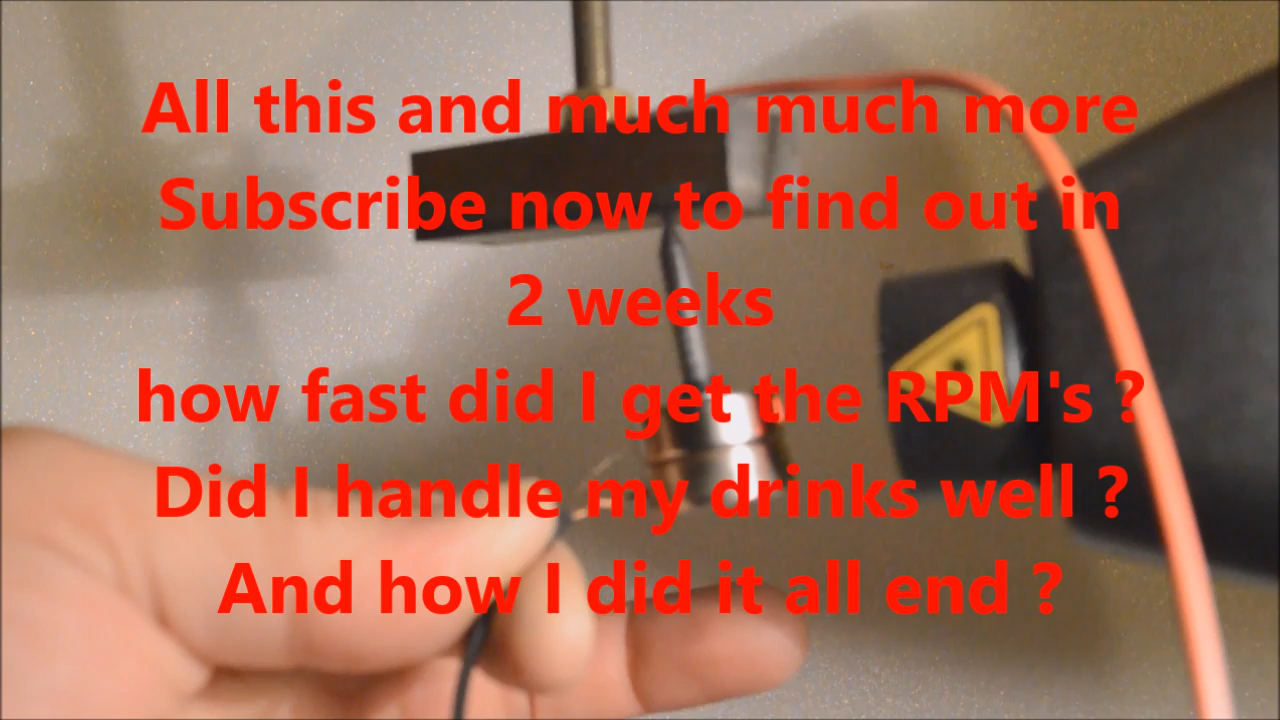 All this and much much more
Subscribe now to find out in
2 weeks
how fast did I get the RPM's ?
Did I handle my drinks well ?
And how I did it all end ?